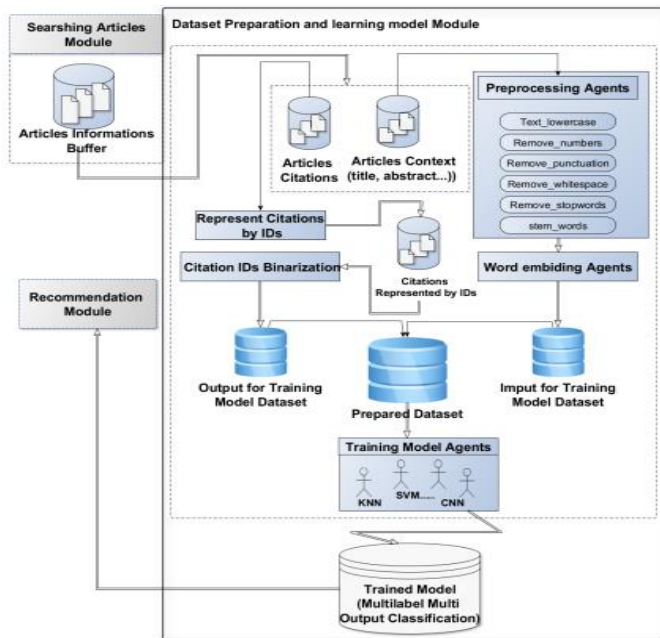 Searshing Articles
Module
Articles Informations
Buffer
Dataset Preparation and learning model Module
Articles
Citations
Articles Context
(title, abstract...))
Preprocessing Agents
Text_lowercase
Remove_numbers
Remove_punctuation
Remove_whitespace
Remove_stopwords
stem_words
Represent Citations
by IDs
Citation IDs Binarization
Citations
Represented by IDs
Word embiding Agents
Recommendation
Module
Output for Training
Model Dataset
Prepared Dataset
Imput for Training
Model Dataset
Training Model Agents
KNN
SVM......
CNN
Trained Model
(Multilabel Multi
Output Classification)